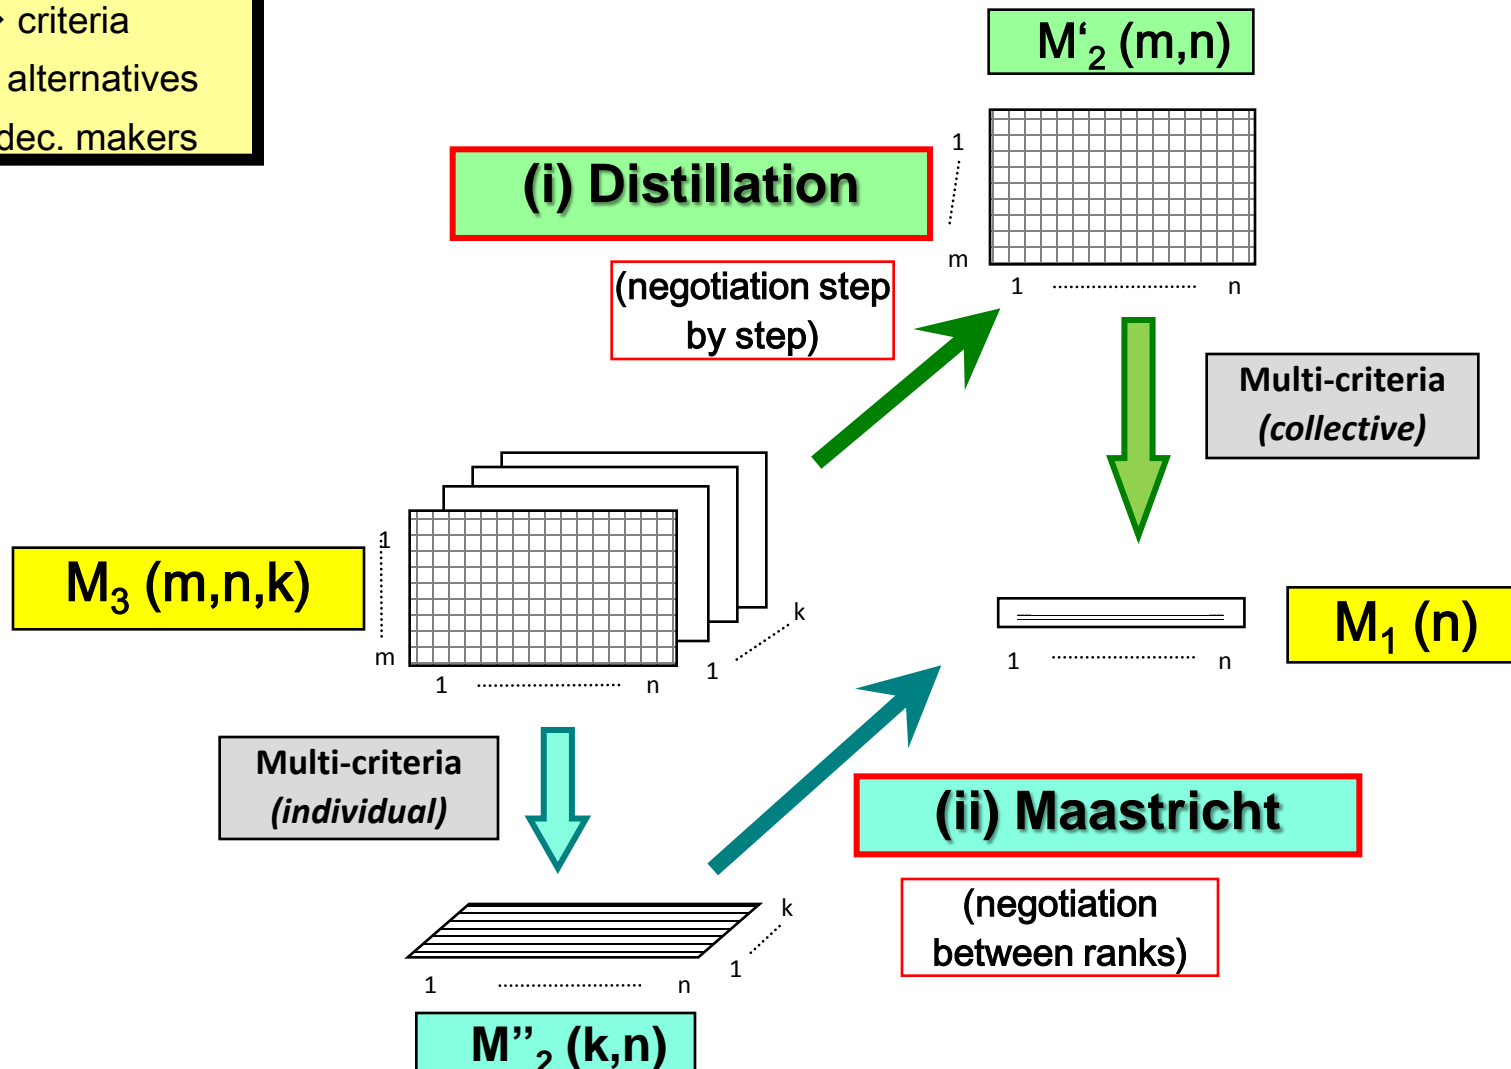 criteria
alternatives
dec. makers
M‘2 (m,n)
(i) Distillation
(negotiation step
by step)
1
m
1 n
Multi-criteria
(collective)
M3 (m,n,k)
1
m
1 n
1
k
M1 (n)
1 n
Multi-criteria
(individual)
(ii) Maastricht
(negotiation
between ranks)
k
1
1 n
M’’2 (k,n)